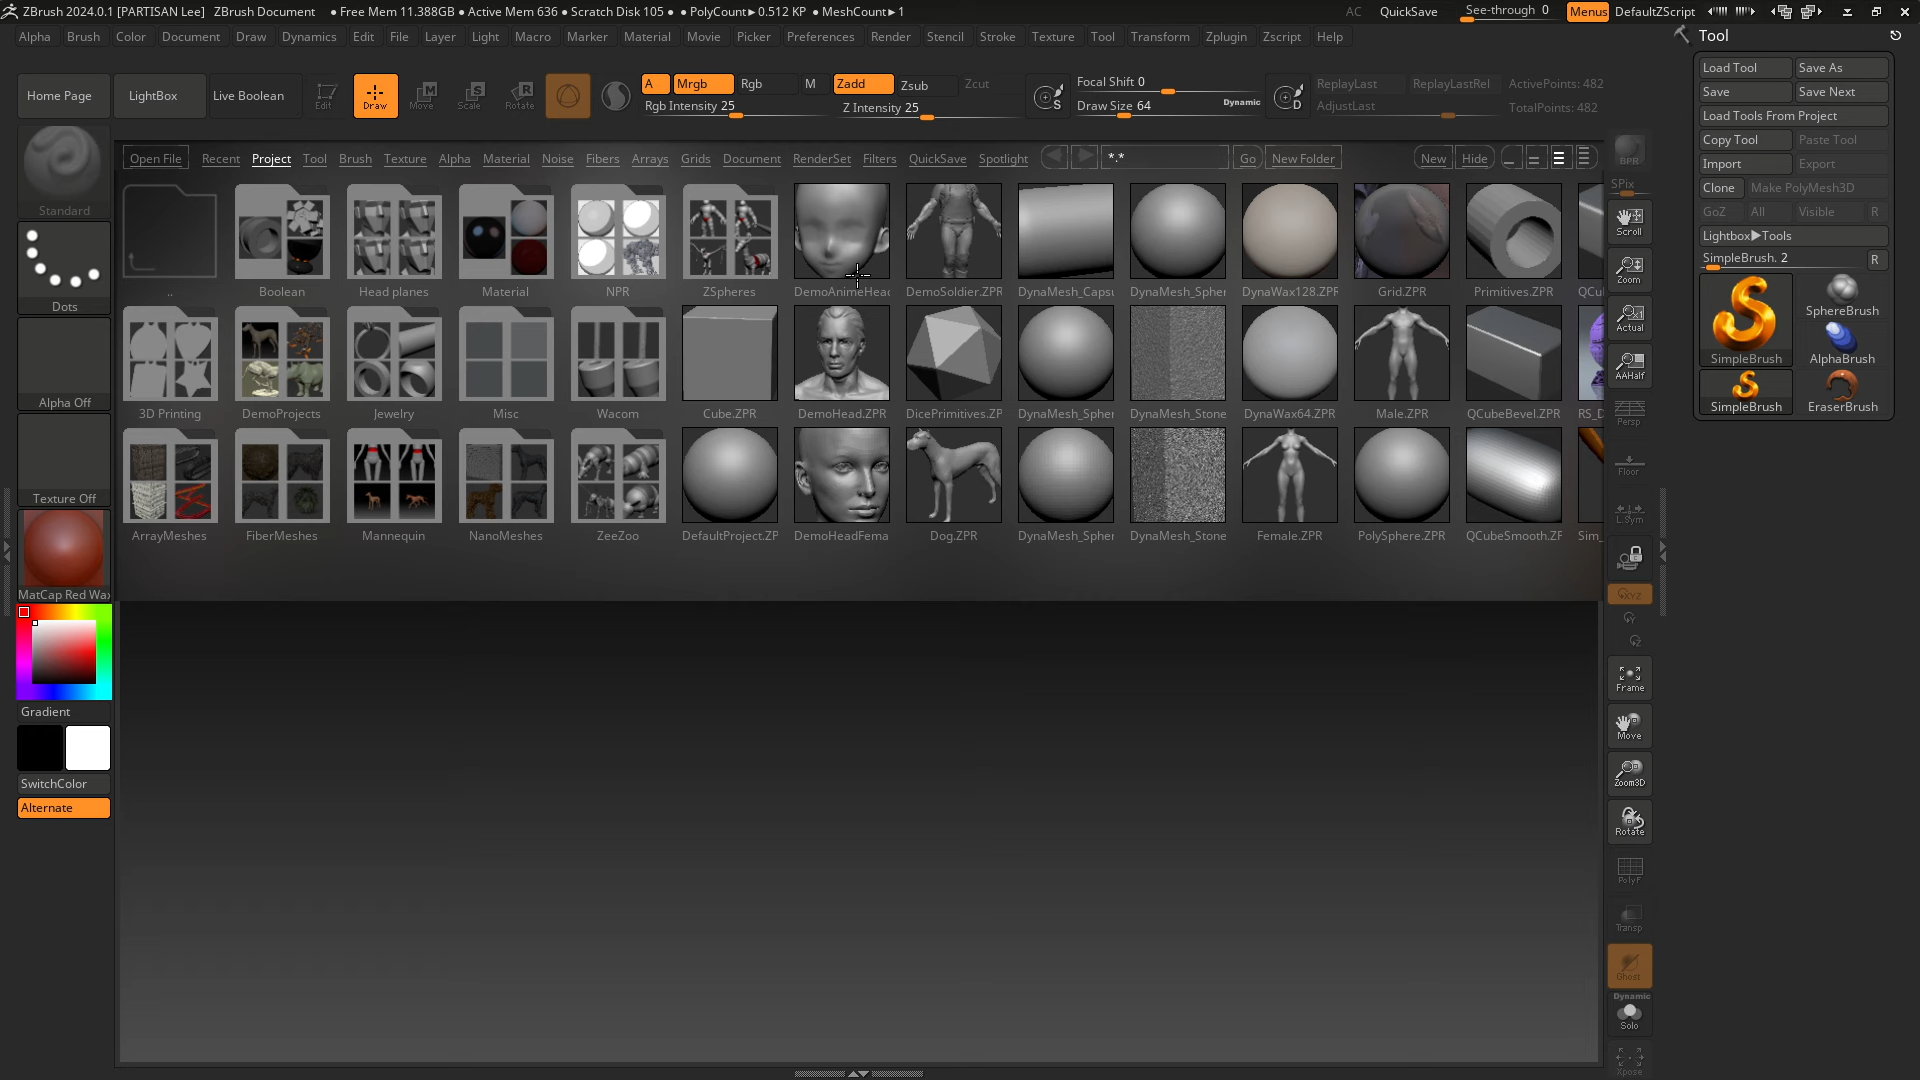 ZBrush 2024.0.1 [PARTISAN Lee] ZBrush Document • Free Mem 11.388GB • Active Mem 636 • Scratch Disk 105 • • PolyCount▸ 0.512 KP • MeshCount▸ 1 AC QuickSave See-through 0 Menus DefaultZScript
Alpha Brush Color Document Draw Dynamics Edit File Layer Light Macro Marker Material Movie Picker Preferences Render Stencil Stroke Texture Tool Transform Zplugin Zscript Help
Tool
Load Tool Save As
Save Save Next
Load Tools From Project
Copy Tool Paste Tool
Import Export
Clone Make PolyMesh3D
GoZ All Visible R
Lightbox▶Tools
SimpleBrush. 2 R
SimpleBrush
SphereBrush
AlphaBrush
SimpleBrush
EraserBrush
Home Page LightBox Live Boolean Edit Draw Move Scale Rotate
A Mrgb Rgb M Zadd Zsub Zcut
Rgb Intensity 25 Z Intensity 25
S
Focal Shift 0
Draw Size 64 Dynamic
D
ReplayLast ReplayLastRel ActivePoints: 482
AdjustLast TotalPoints: 482
Open File Recent Project Tool Brush Texture Alpha Material Noise Fibers Arrays Grids Document RenderSet Filters QuickSave Spotlight *.* Go New Folder New Hide
.. Boolean Head planes Material NPR ZSpheres DemoAnimeHead DemoSoldier.ZPR DynaMesh_Capsu DynaMesh_Spher DynaWax128.ZPR Grid.ZPR Primitives.ZPR QCu
3D Printing DemoProjects Jewelry Misc Wacom Cube.ZPR DemoHead.ZPR DicePrimitives.ZP DynaMesh_Spher DynaMesh_Stone DynaWax64.ZPR Male.ZPR QCubeBevel.ZPR RS_D
ArrayMeshes FiberMeshes Mannequin NanoMeshes ZeeZoo DefaultProject.ZP DemoHeadFema Dog.ZPR DynaMesh_Spher DynaMesh_Stone Female.ZPR PolySphere.ZPR QCubeSmooth.ZF Sim_
Standard
Dots
Alpha Off
Texture Off
MatCap Red Wax
Gradient
SwitchColor
Alternate
BPR
SPix
Scroll
Zoom
Actual
AAHalf
Persp
Floor
L.Sym
XYZ
Y
Z
Frame
Move
Zoom3D
Rotate
PolyF
Transp
Ghost
Dynamic
Solo
Xpose